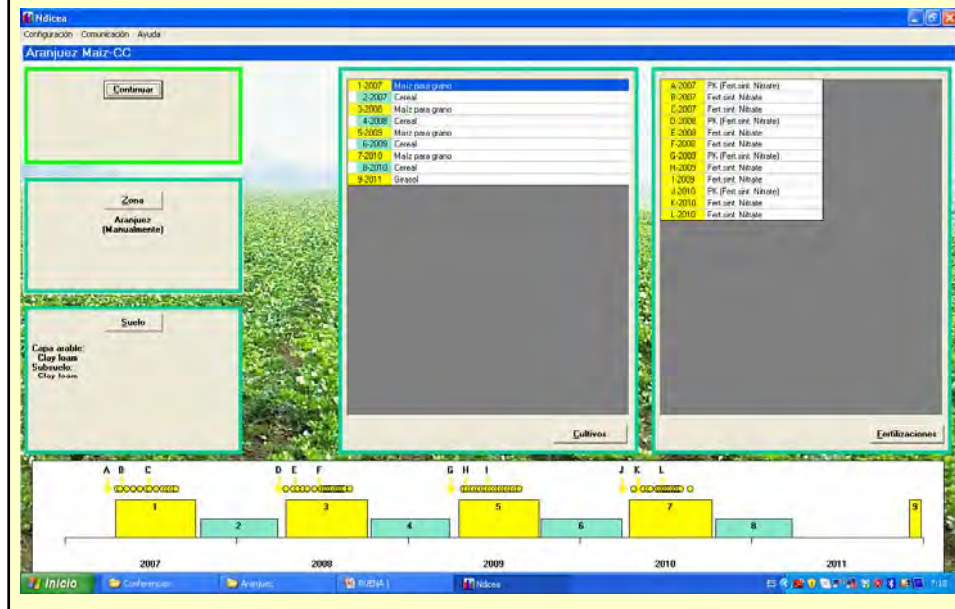 Ndicea
Configuración Comunicación Ayuda
Aranjuez Maiz-CC
Continuar
Zona
Aranjuez
(Manualmente)
Suelo
Capa arable:
Clay loam
Subsuelo:
Clay loam
1-2007 Maíz para grano
2-2007 Cereal
3-2008 Maíz para grano
4-2008 Cereal
5-2009 Maíz para grano
6-2009 Cereal
7-2010 Maíz para grano
8-2010 Cereal
9-2011 Girasol
Cultivos
A-2007 PK (Fert.sint. Nitrate)
B-2007 Fert.sint. Nitrate
C-2007 Fert.sint. Nitrate
D-2008 PK (Fert.sint. Nitrate)
E-2008 Fert.sint. Nitrate
F-2008 Fert.sint. Nitrate
G-2009 PK (Fert.sint. Nitrate)
H-2009 Fert.sint. Nitrate
I-2009 Fert.sint. Nitrate
J-2010 PK (Fert.sint. Nitrate)
K-2010 Fert.sint. Nitrate
L-2010 Fert.sint. Nitrate
Fertilizaciones
A B C D E F G H I J K L
1 2 3 4 5 6 7 8 9
2007 2008 2009 2010 2011
Inicio Conferencias Aranjuez Ndicea ES 7:18